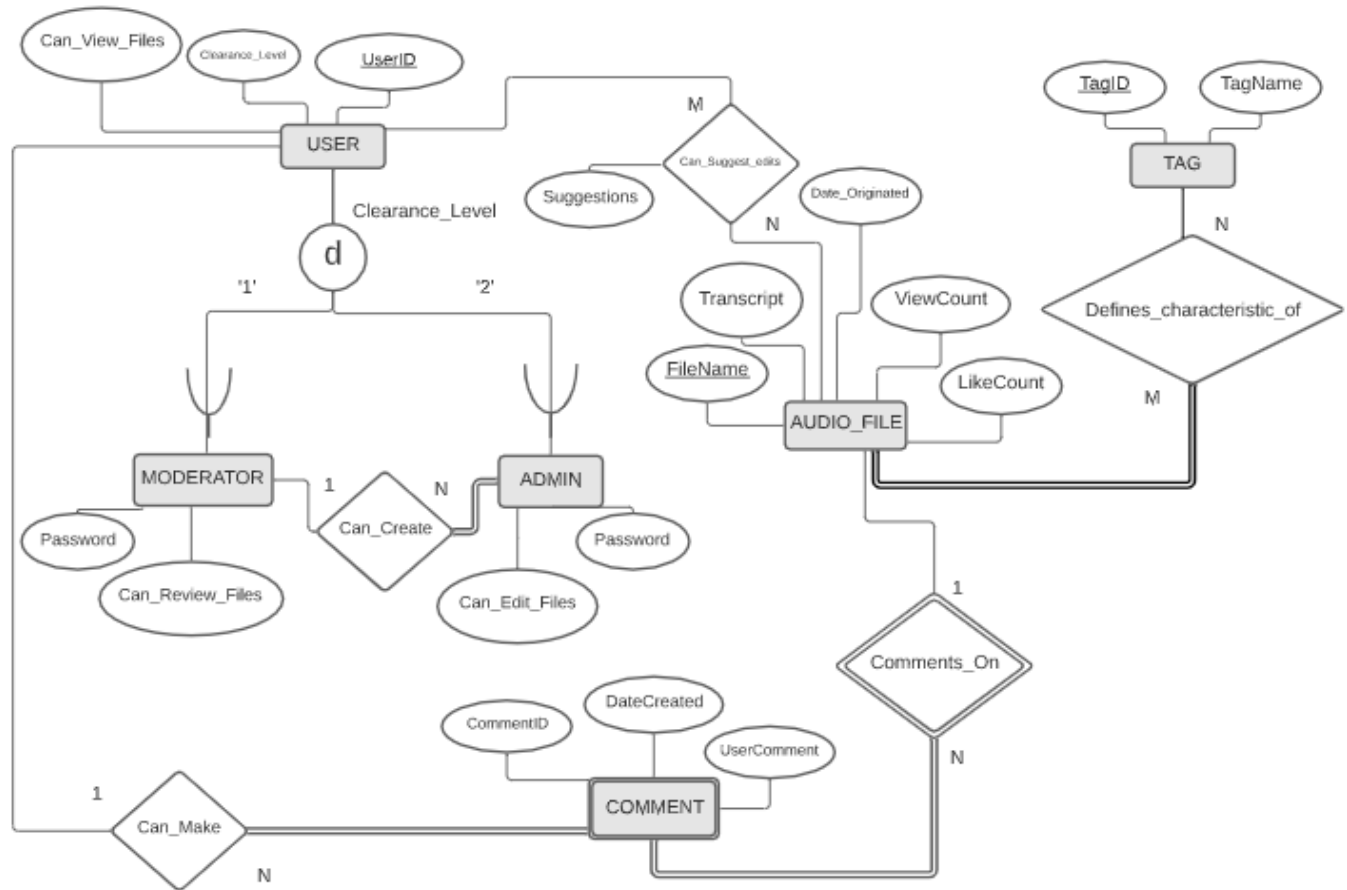 Can_View_Files
Clearance_Level
UserID
USER
M
Can_Suggest_edits
Suggestions
N
TagID
TagName
TAG
N
Defines_characteristic_of
M
Clearance_Level
d
'1'
'2'
Date_Originated
Transcript
ViewCount
FileName
LikeCount
AUDIO_FILE
MODERATOR
1
N
Can_Create
ADMIN
Password
Can_Review_Files
Can_Edit_Files
Password
1
Comments_On
N
CommentID
DateCreated
UserComment
COMMENT
1
Can_Make
N